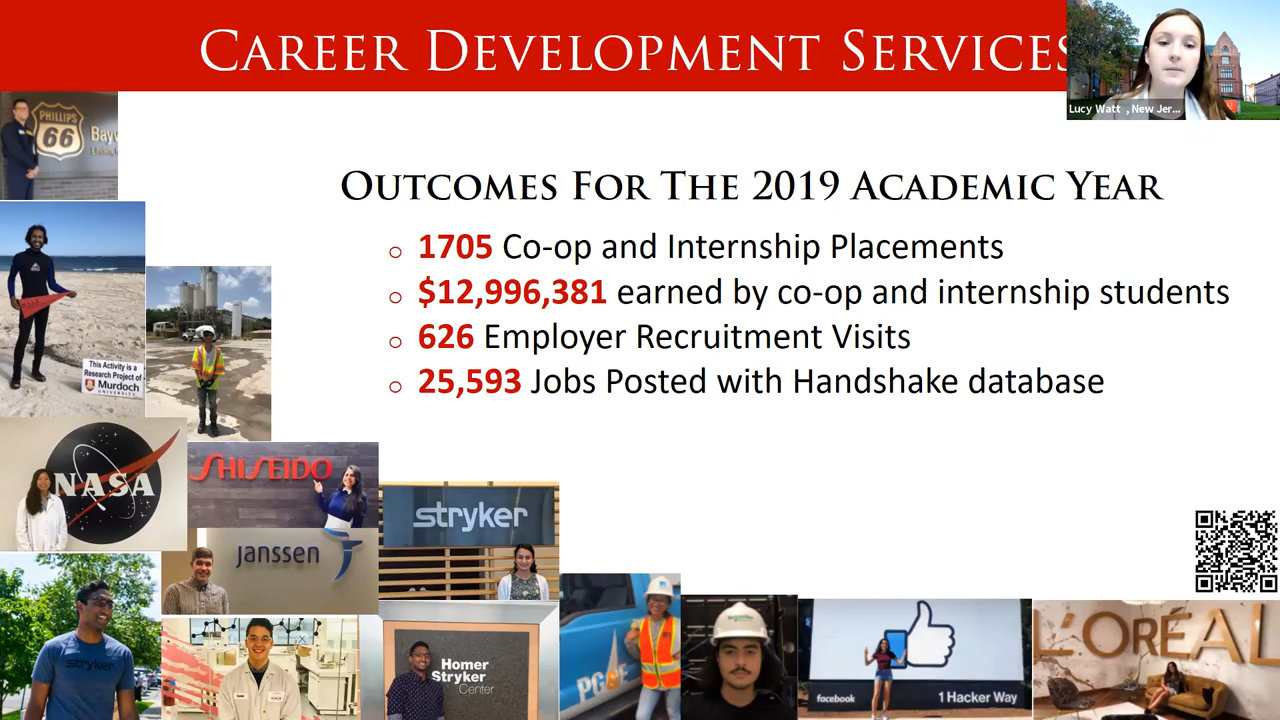 CAREER DEVELOPMENT SERVICES
Lucy Watt , New Jer...
PHILLIPS
66
OUTCOMES FOR THE 2019 ACADEMIC YEAR
1705 Co-op and Internship Placements
$12,996,381 earned by co-op and internship students
626 Employer Recruitment Visits
25,593 Jobs Posted with Handshake database
This Activity is a
Research Project of
Murdoch
UNIVERSITY
NASA
SHISEIDO
stryker
janssen
stryker
Homer
Stryker
Center
PG&E
facebook
1 Hacker Way
L'ORÉAL